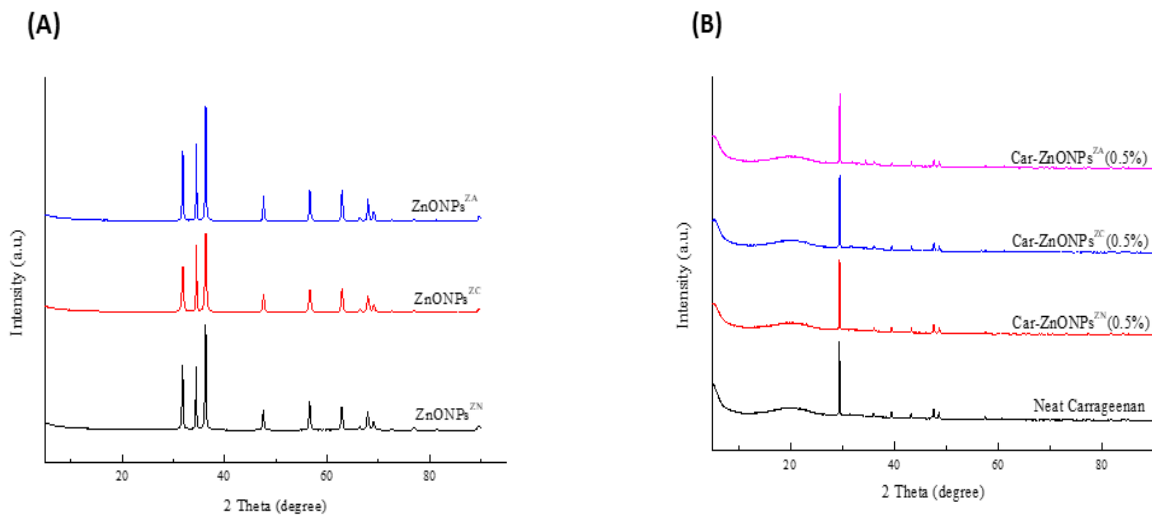 (A)
Intensity (a.u.)
ZnONPs^ZA
ZnONPs^ZC
ZnONPs^ZN
20
40
60
80
2 Theta (degree)
(B)
Intensity (a.u.)
Car-ZnONPs^ZA(0.5%)
Car-ZnONPs^ZC(0.5%)
Car-ZnONPs^ZN(0.5%)
Neat Carrageenan
20
40
60
80
2 Theta (degree)